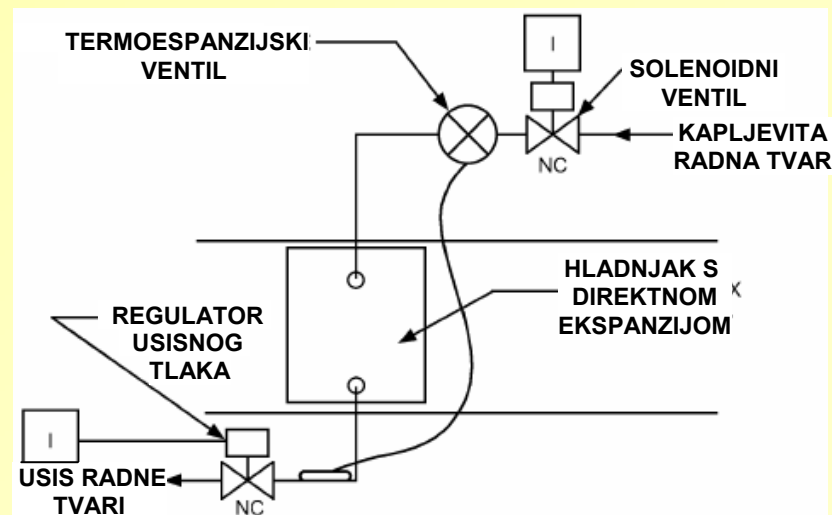 TERMOESPANZIJSKI
VENTIL
I
SOLENOIDNI
VENTIL
KAPLJEVITA
RADNA TVAR
NC
HLADNJAK S
DIREKTNOM
EKSPANZIJOM
X
REGULATOR
USISNOG
TLAKA
I
USIS RADNE
TVARI
NC